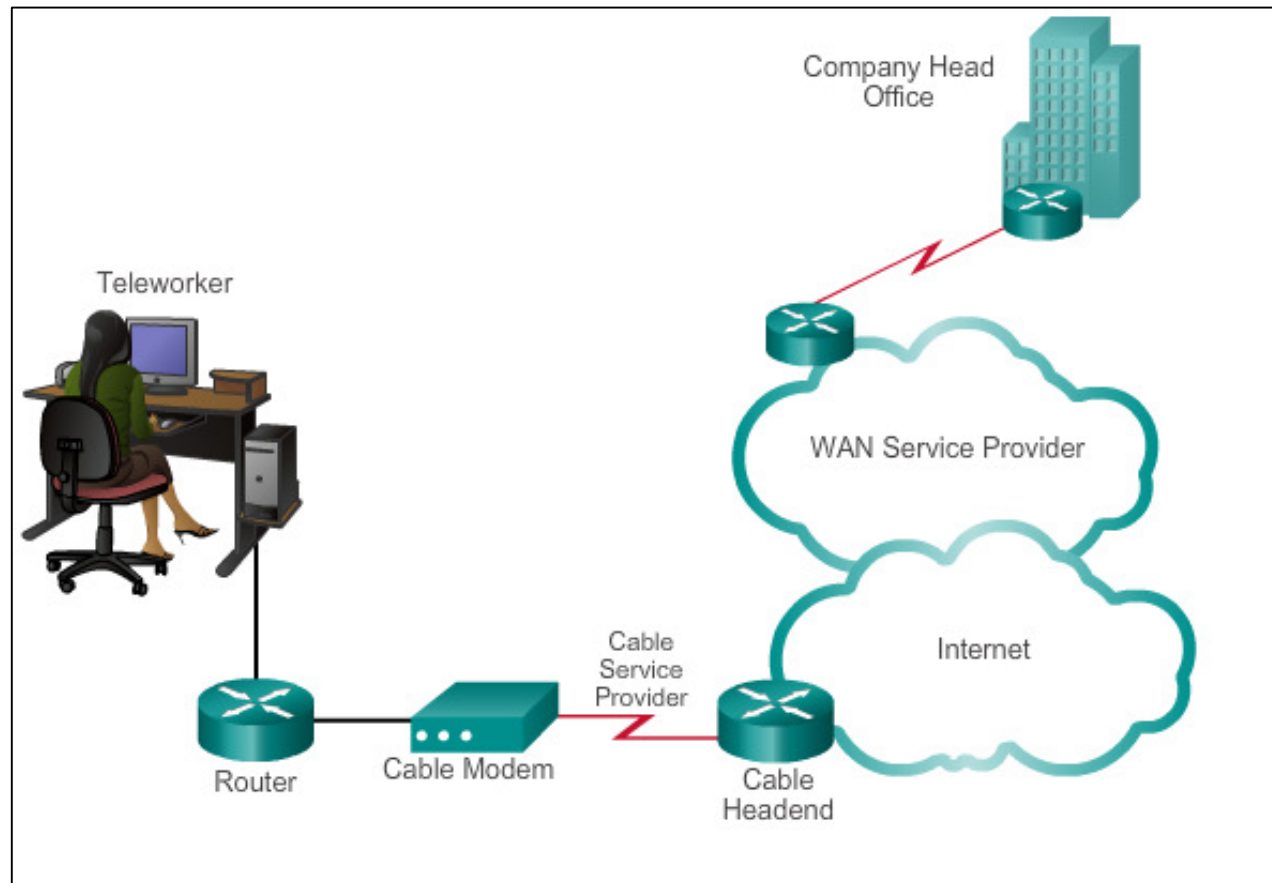 Company Head
Office
Teleworker
WAN Service Provider
Internet
Cable
Service
Provider
Router
Cable Modem
Cable
Headend